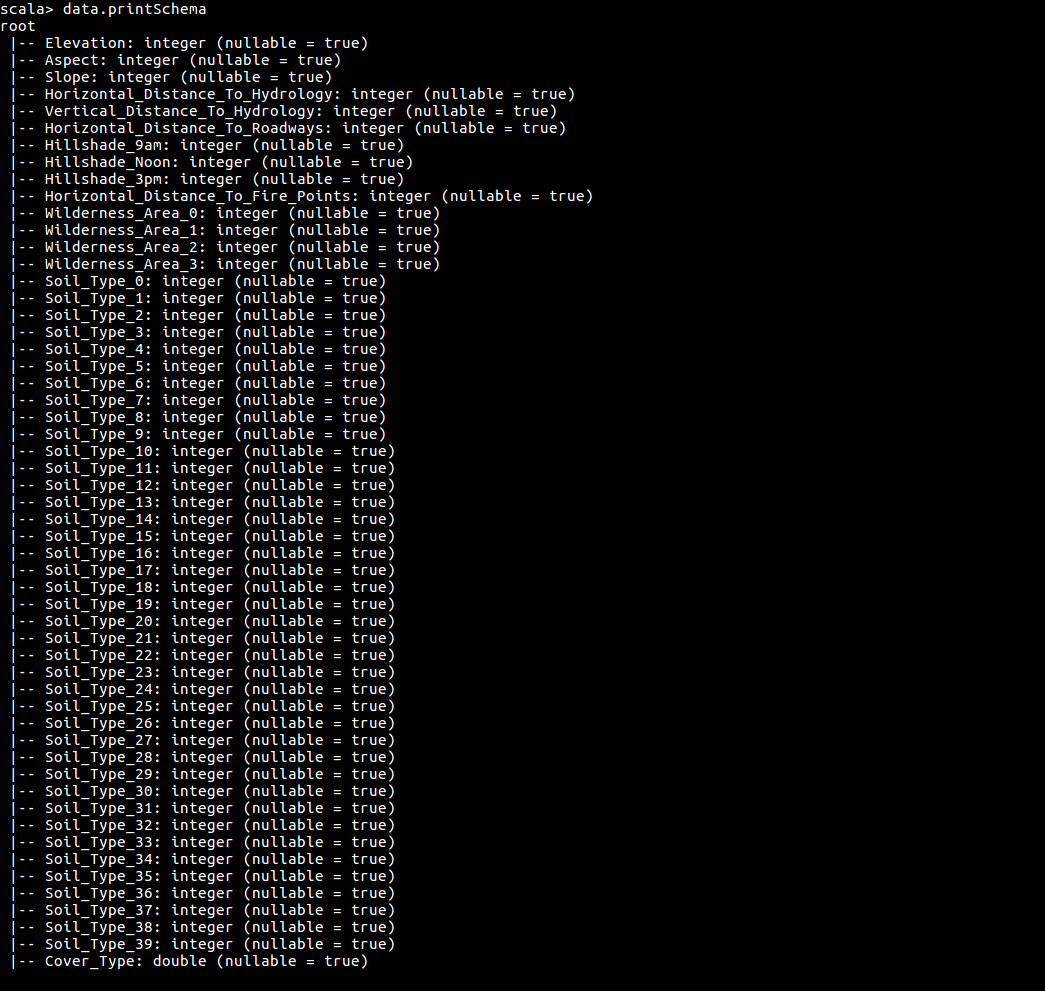 scala> data.printSchema
root
 |-- Elevation: integer (nullable = true)
 |-- Aspect: integer (nullable = true)
 |-- Slope: integer (nullable = true)
 |-- Horizontal_Distance_To_Hydrology: integer (nullable = true)
 |-- Vertical_Distance_To_Hydrology: integer (nullable = true)
 |-- Horizontal_Distance_To_Roadways: integer (nullable = true)
 |-- Hillshade_9am: integer (nullable = true)
 |-- Hillshade_Noon: integer (nullable = true)
 |-- Hillshade_3pm: integer (nullable = true)
 |-- Horizontal_Distance_To_Fire_Points: integer (nullable = true)
 |-- Wilderness_Area_0: integer (nullable = true)
 |-- Wilderness_Area_1: integer (nullable = true)
 |-- Wilderness_Area_2: integer (nullable = true)
 |-- Wilderness_Area_3: integer (nullable = true)
 |-- Soil_Type_0: integer (nullable = true)
 |-- Soil_Type_1: integer (nullable = true)
 |-- Soil_Type_2: integer (nullable = true)
 |-- Soil_Type_3: integer (nullable = true)
 |-- Soil_Type_4: integer (nullable = true)
 |-- Soil_Type_5: integer (nullable = true)
 |-- Soil_Type_6: integer (nullable = true)
 |-- Soil_Type_7: integer (nullable = true)
 |-- Soil_Type_8: integer (nullable = true)
 |-- Soil_Type_9: integer (nullable = true)
 |-- Soil_Type_10: integer (nullable = true)
 |-- Soil_Type_11: integer (nullable = true)
 |-- Soil_Type_12: integer (nullable = true)
 |-- Soil_Type_13: integer (nullable = true)
 |-- Soil_Type_14: integer (nullable = true)
 |-- Soil_Type_15: integer (nullable = true)
 |-- Soil_Type_16: integer (nullable = true)
 |-- Soil_Type_17: integer (nullable = true)
 |-- Soil_Type_18: integer (nullable = true)
 |-- Soil_Type_19: integer (nullable = true)
 |-- Soil_Type_20: integer (nullable = true)
 |-- Soil_Type_21: integer (nullable = true)
 |-- Soil_Type_22: integer (nullable = true)
 |-- Soil_Type_23: integer (nullable = true)
 |-- Soil_Type_24: integer (nullable = true)
 |-- Soil_Type_25: integer (nullable = true)
 |-- Soil_Type_26: integer (nullable = true)
 |-- Soil_Type_27: integer (nullable = true)
 |-- Soil_Type_28: integer (nullable = true)
 |-- Soil_Type_29: integer (nullable = true)
 |-- Soil_Type_30: integer (nullable = true)
 |-- Soil_Type_31: integer (nullable = true)
 |-- Soil_Type_32: integer (nullable = true)
 |-- Soil_Type_33: integer (nullable = true)
 |-- Soil_Type_34: integer (nullable = true)
 |-- Soil_Type_35: integer (nullable = true)
 |-- Soil_Type_36: integer (nullable = true)
 |-- Soil_Type_37: integer (nullable = true)
 |-- Soil_Type_38: integer (nullable = true)
 |-- Soil_Type_39: integer (nullable = true)
 |-- Cover_Type: double (nullable = true)